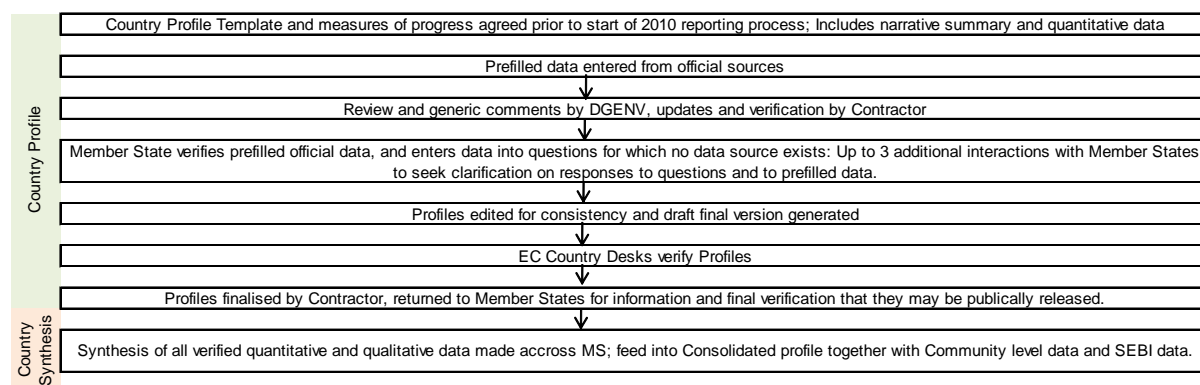 Country Profile Template and measures of progress agreed prior to start of 2010 reporting process; Includes narrative summary and quantitative data
Prefilled data entered from official sources
Review and generic comments by DGENV, updates and verification by Contractor
Member State verifies prefilled official data, and enters data into questions for which no data source exists: Up to 3 additional interactions with Member States
to seek clarification on responses to questions and to prefilled data.
Profiles edited for consistency and draft final version generated
EC Country Desks verify Profiles
Profiles finalised by Contractor, returned to Member States for information and final verification that they may be publically released.
Country Profile
Synthesis of all verified quantitative and qualitative data made accross MS; feed into Consolidated profile together with Community level data and SEBI data.
Country
Synthesis